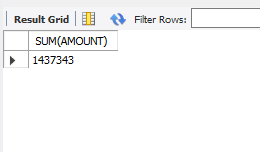 Result Grid Filter Rows:
SUM(AMOUNT)
1437343